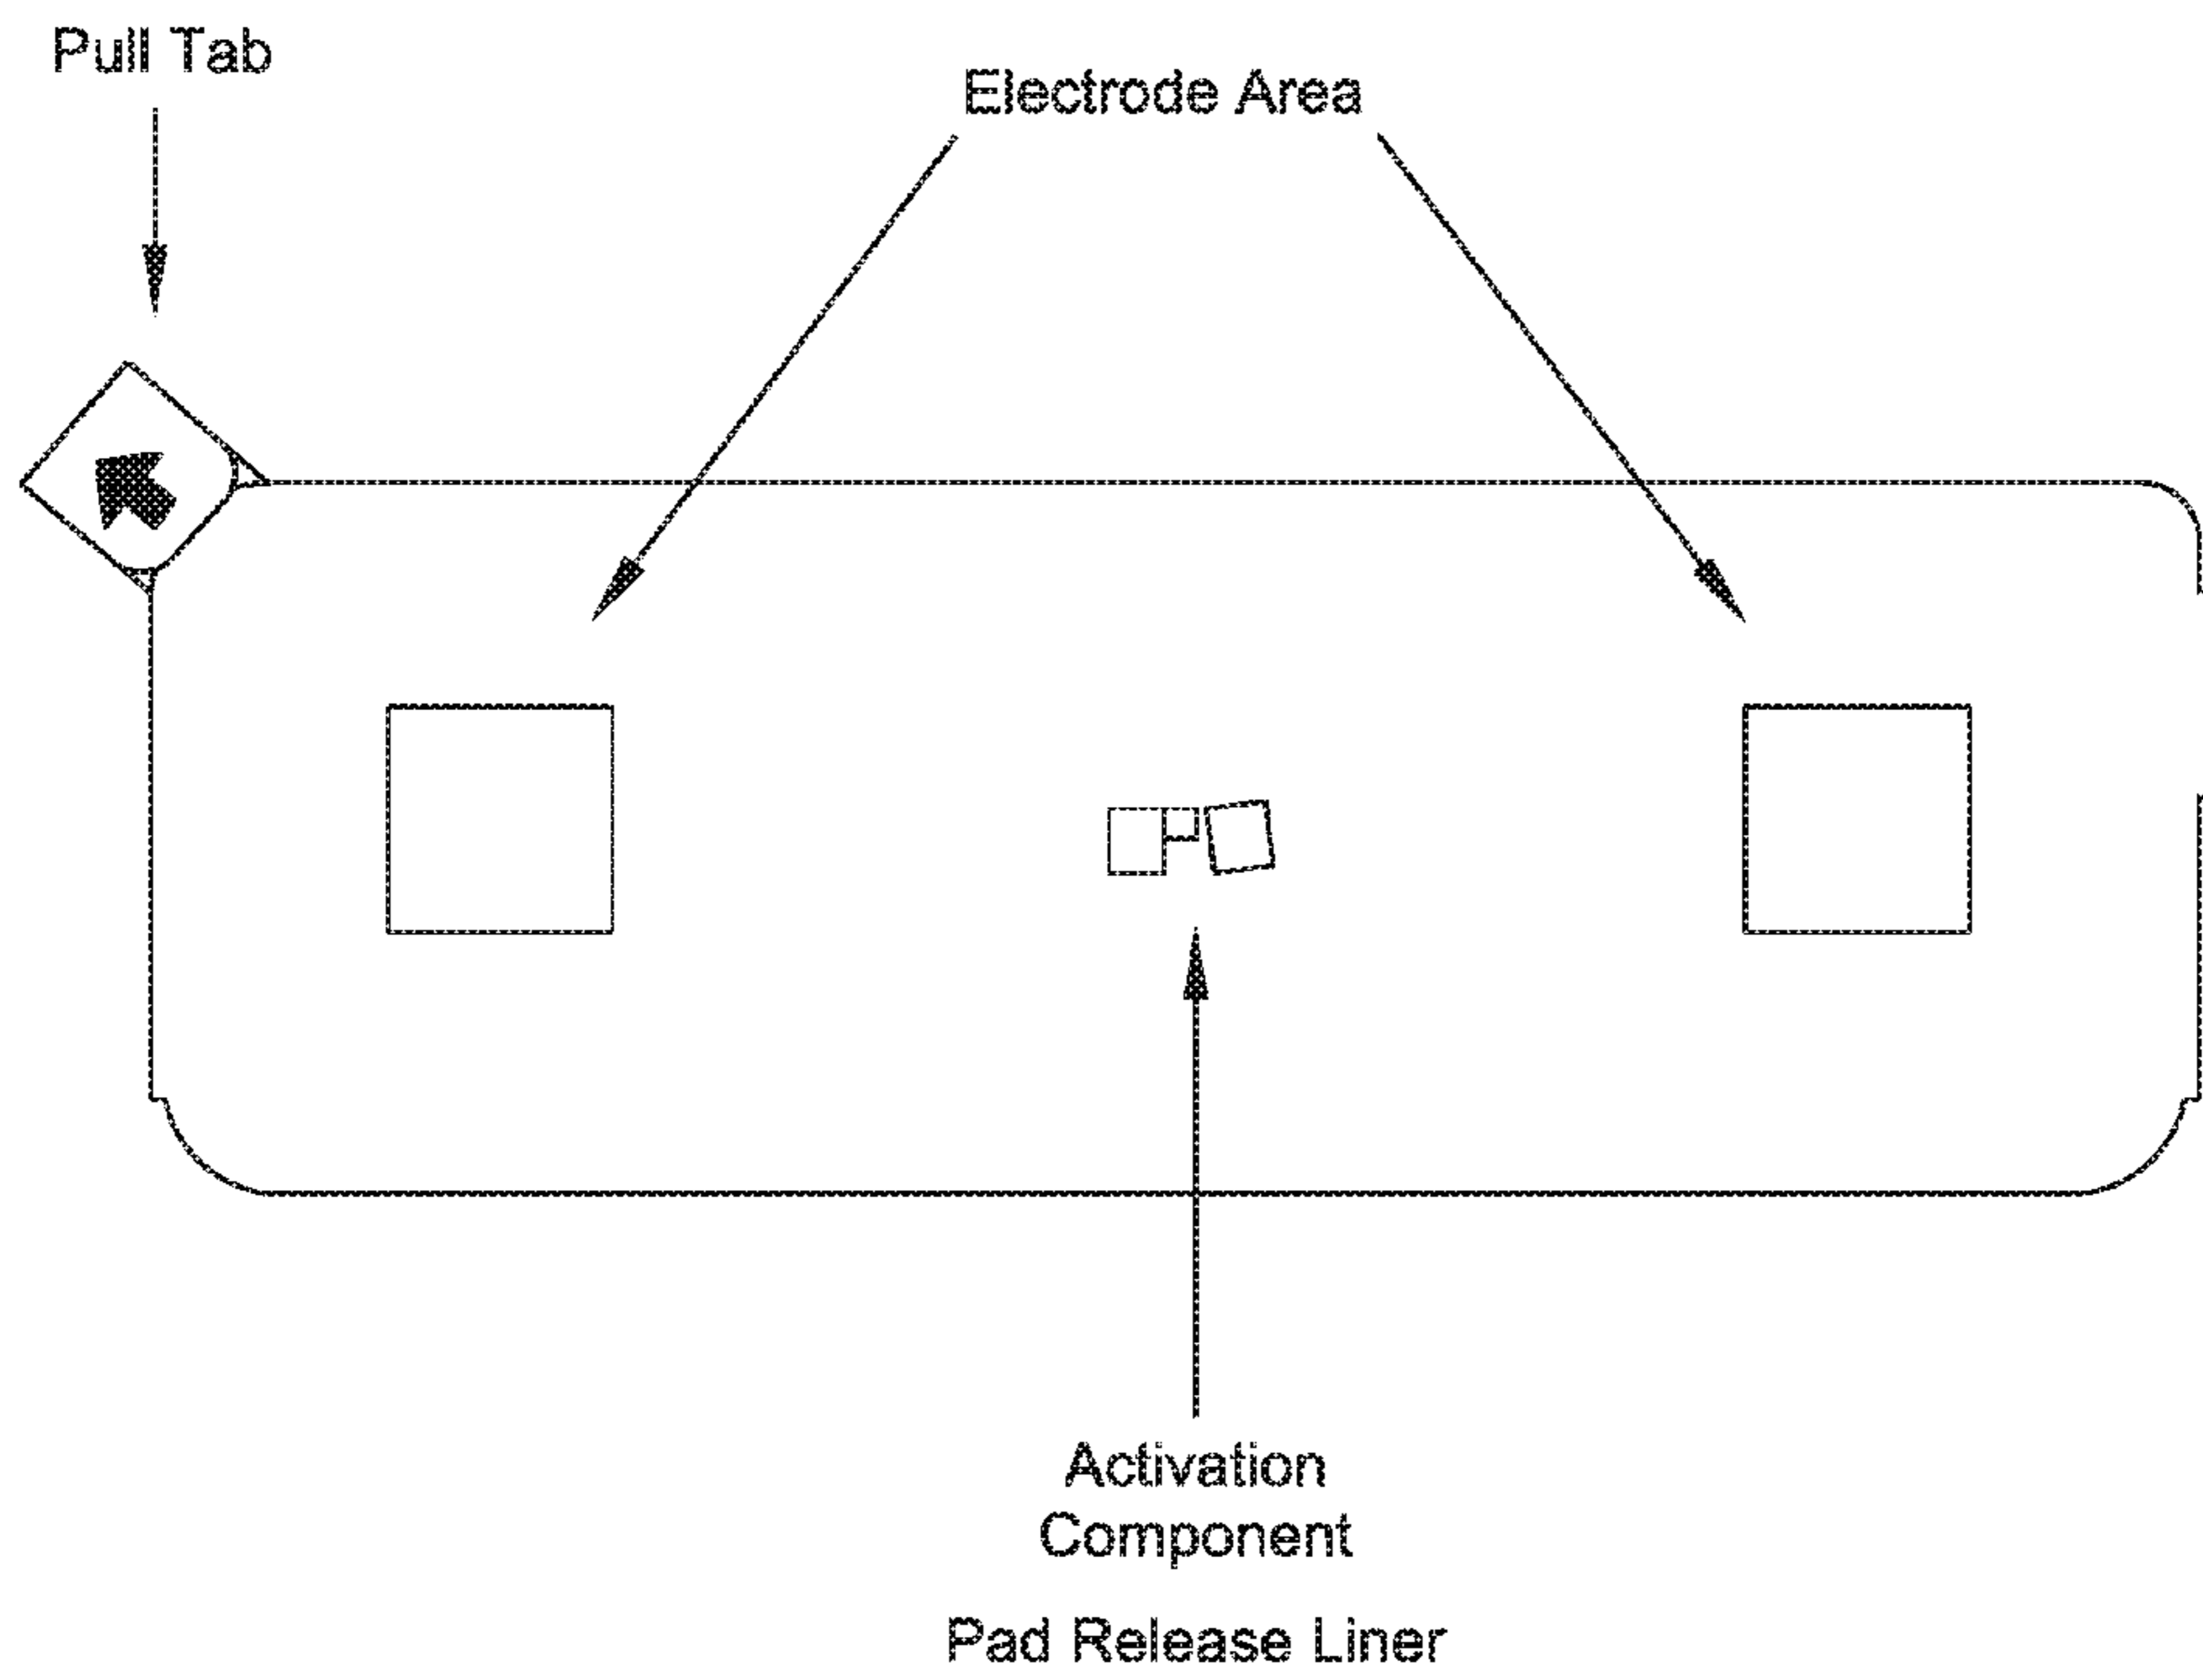 Pull Tab
Electrode Area
Activation
Component
Pad Release Liner